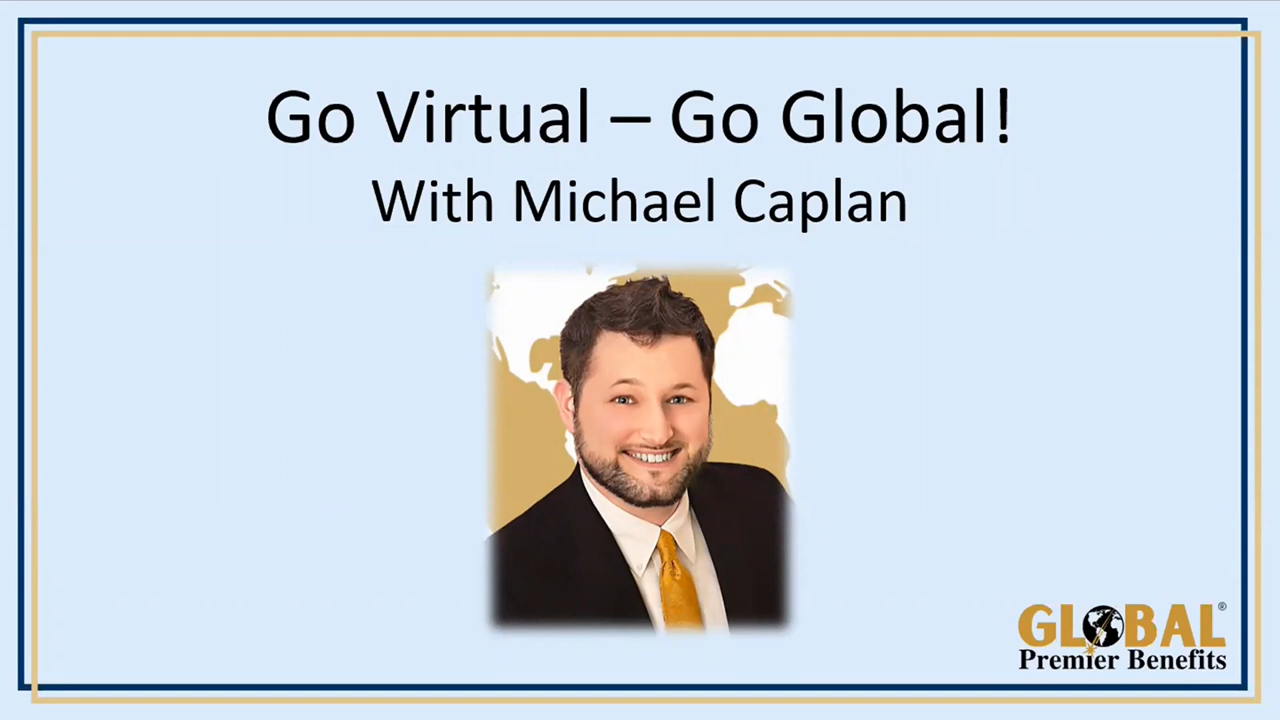 Go Virtual – Go Global!
With Michael Caplan
GLOBAL®
Premier Benefits